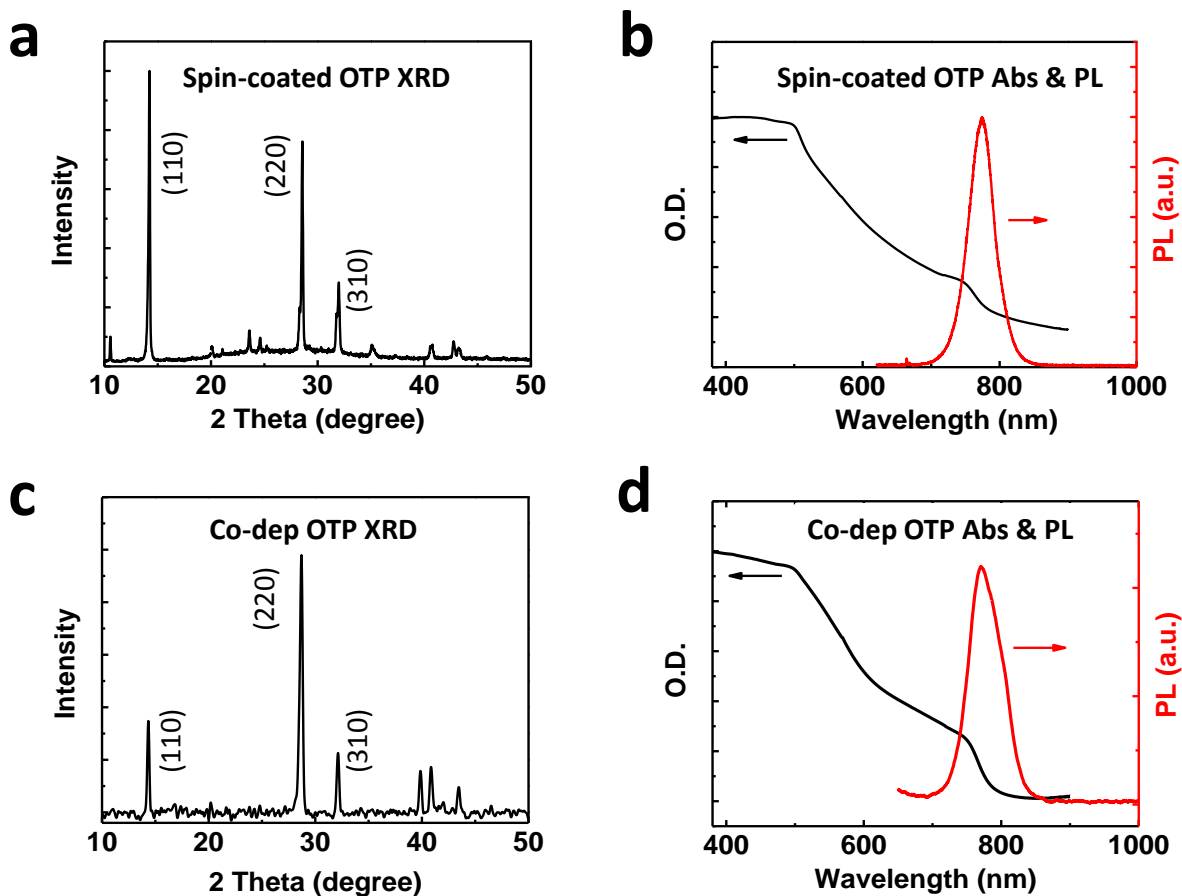 a
Spin-coated OTP XRD
(110)
(220)
(310)
Intensity
10 20 30 40 50
2 Theta (degree)
b
Spin-coated OTP Abs & PL
O.D.
PL (a.u.)
400 600 800 1000
Wavelength (nm)
c
Co-dep OTP XRD
(110)
(220)
(310)
Intensity
10 20 30 40 50
2 Theta (degree)
d
Co-dep OTP Abs & PL
O.D.
PL (a.u.)
400 600 800 1000
Wavelength (nm)